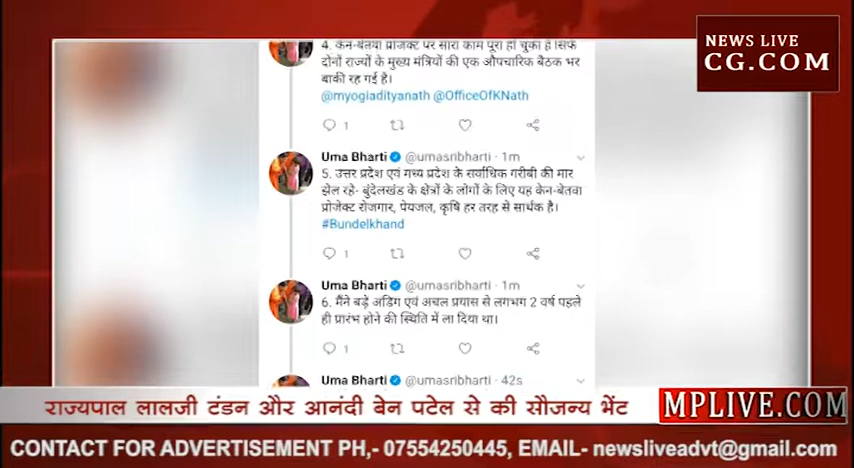 NEWS LIVE
CG.COM
4. केन-बेतवा प्रोजेक्ट पर सारा काम पूरा हो चुका है सिर्फ
दोनों राज्यों के मुख्य मंत्रियों की एक औपचारिक बैठक भर
बाकी रह गई है।
@myogiadityanath @OfficeOfKNath
1
Uma Bharti @umasribharti · 1m
5. उत्तर प्रदेश एवं मध्य प्रदेश के सर्वाधिक गरीबी की मार
झेल रहे- बुंदेलखंड के क्षेत्रों के लोगों के लिए यह केन-बेतवा
प्रोजेक्ट रोजगार, पेयजल, कृषि हर तरह से सार्थक है।
#Bundelkhand
1
Uma Bharti @umasribharti · 1m
6. मैंने बड़े अडिग एवं अचल प्रयास से लगभग 2 वर्ष पहले
ही प्रारंभ होने की स्थिति में ला दिया था।
1
Uma Bharti @umasribharti · 42s
राज्यपाल लालजी टंडन और आनंदी बेन पटेल से की सौजन्य भेंट
MPLIVE.COM
CONTACT FOR ADVERTISEMENT PH,- 07554250445, EMAIL- newsliveadvt@gmail.com